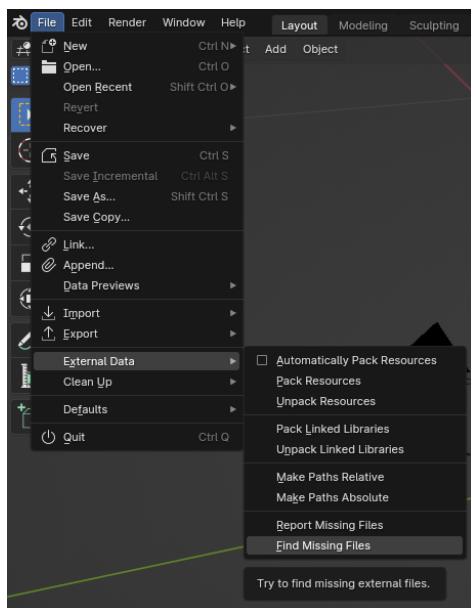 File Edit Render Window Help Layout Modeling Sculpting
New Ctrl N
Open... Ctrl O
Add Object
Open Recent Shift Ctrl O
Revert
Recover
Save Ctrl S
Save Incremental Ctrl Alt S
Save As... Shift Ctrl S
Save Copy...
Link...
Append...
Data Previews
Import
Export
External Data
Clean Up
Defaults
Quit Ctrl Q
Automatically Pack Resources
Pack Resources
Unpack Resources
Pack Linked Libraries
Unpack Linked Libraries
Make Paths Relative
Make Paths Absolute
Report Missing Files
Find Missing Files
Try to find missing external files.